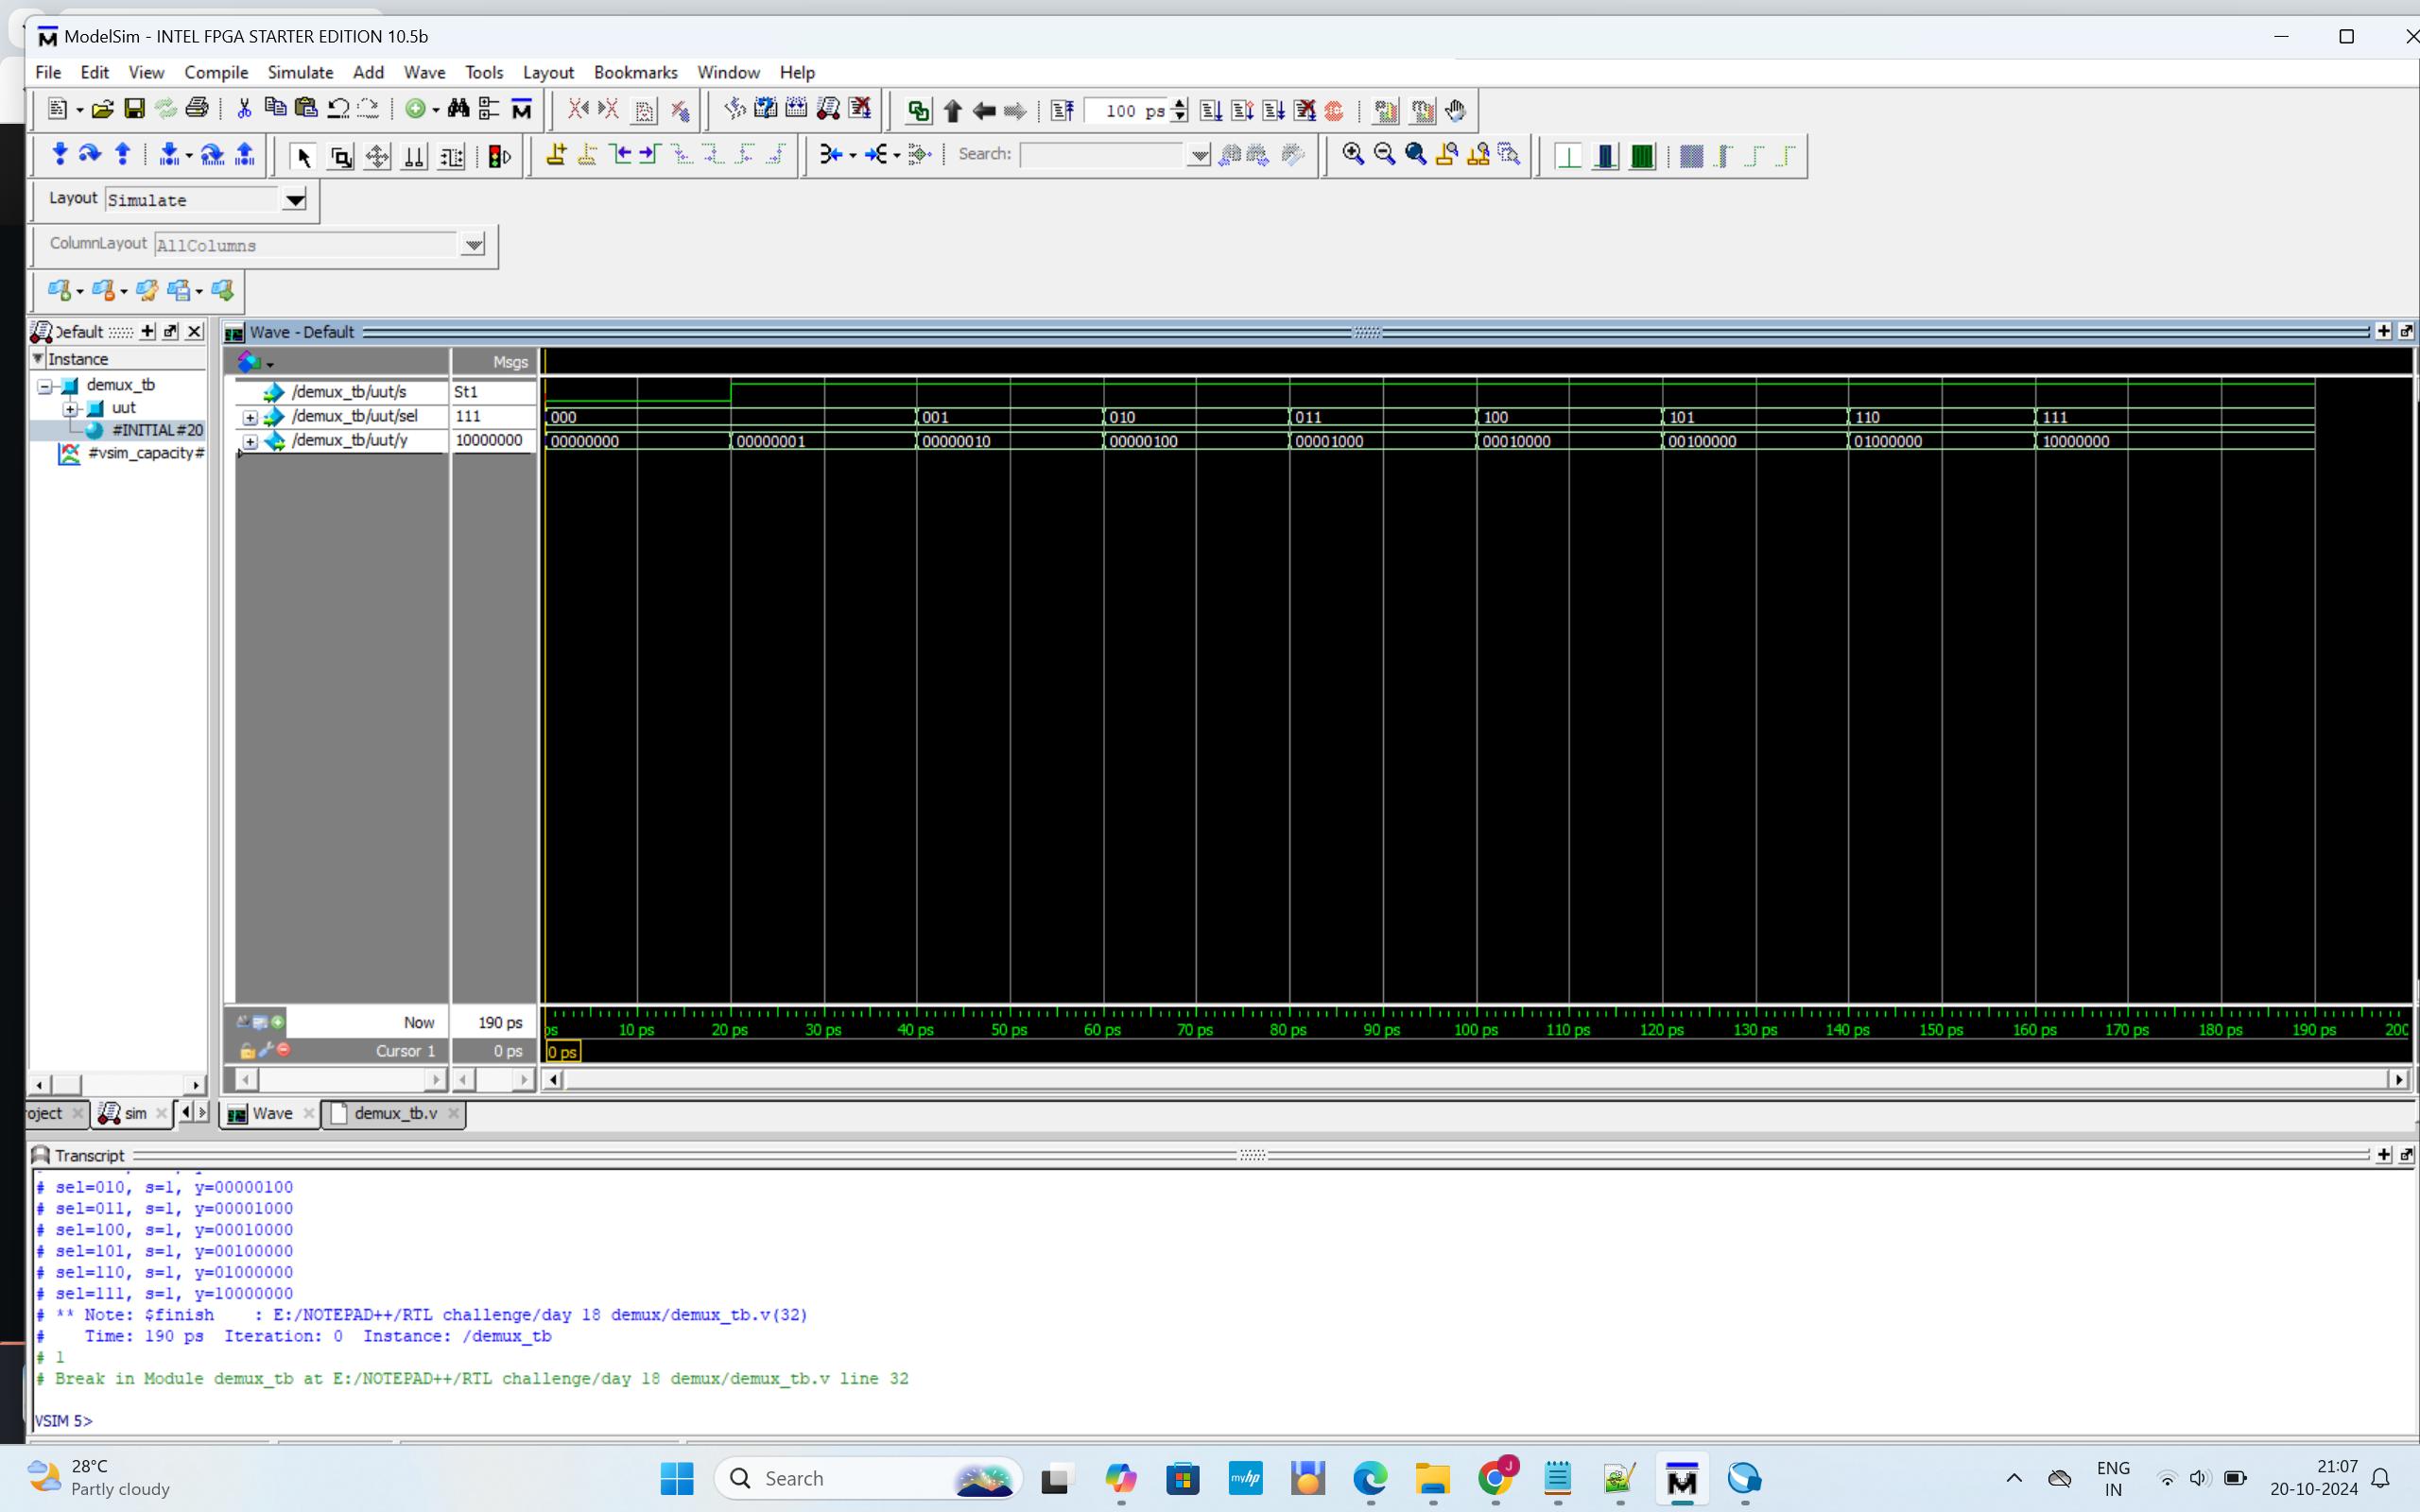 ModelSim - INTEL FPGA STARTER EDITION 10.5b
File Edit View Compile Simulate Add Wave Tools Layout Bookmarks Window Help
100 ps
Search:
Layout Simulate
ColumnLayout AllColumns
Default
Instance
demux_tb
uut
#INITIAL#20
#vsim_capacity#
Wave - Default
Msgs
/demux_tb/uut/s St1
/demux_tb/uut/sel 111 000 001 010 011 100 101 110 111
/demux_tb/uut/y 10000000 00000000 00000001 00000010 00000100 00001000 00010000 00100000 01000000 10000000
Now 190 ps ps 10 ps 20 ps 30 ps 40 ps 50 ps 60 ps 70 ps 80 ps 90 ps 100 ps 110 ps 120 ps 130 ps 140 ps 150 ps 160 ps 170 ps 180 ps 190 ps 200
Cursor 1 0 ps 0 ps
roject sim Wave demux_tb.v
Transcript
# sel=010, s=1, y=00000100
# sel=011, s=1, y=00001000
# sel=100, s=1, y=00010000
# sel=101, s=1, y=00100000
# sel=110, s=1, y=01000000
# sel=111, s=1, y=10000000
# ** Note: $finish    : E:/NOTEPAD++/RTL challenge/day 18 demux/demux_tb.v(32)
#    Time: 190 ps  Iteration: 0  Instance: /demux_tb
# 1
# Break in Module demux_tb at E:/NOTEPAD++/RTL challenge/day 18 demux/demux_tb.v line 32
VSIM 5>
28°C
Partly cloudy
Search
myhp
J
ENG
IN
21:07
20-10-2024